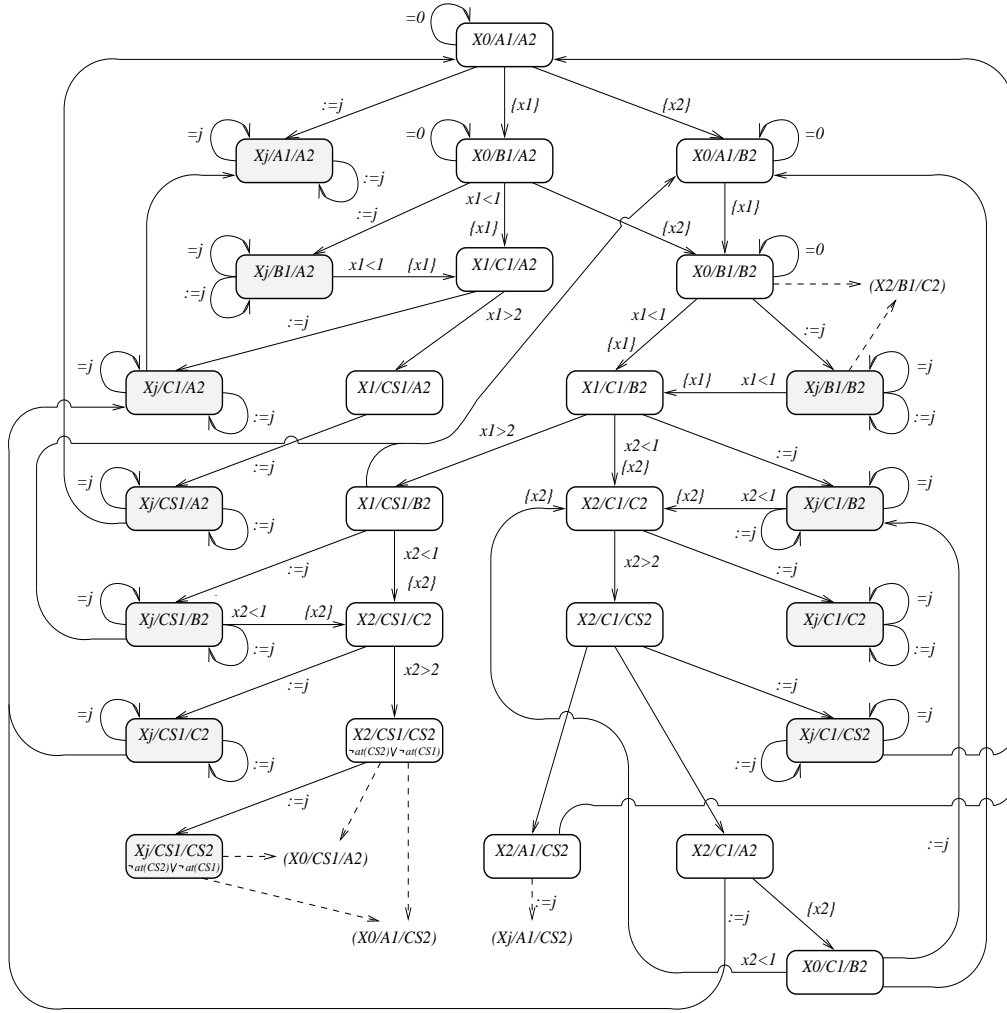 =0
X0/A1/A2
:=j
{x1}
{x2}
=j
Xj/A1/A2
:=j
=0
X0/B1/A2
X0/A1/B2
=0
x1<1
:=j
{x1}
{x2}
{x1}
=j
Xj/B1/A2
:=j
x1<1
{x1}
X1/C1/A2
X0/B1/B2
=0
(X2/B1/C2)
:=j
x1>2
x1<1
{x1}
:=j
=j
Xj/C1/A2
:=j
X1/CS1/A2
X1/C1/B2
{x1}
x1<1
Xj/B1/B2
=j
:=j
:=j
x1>2
x2<1
{x2}
:=j
=j
Xj/CS1/A2
:=j
X1/CS1/B2
{x2}
X2/C1/C2
{x2}
x2<1
:=j
Xj/C1/B2
=j
:=j
x2<1
{x2}
x2>2
:=j
=j
Xj/CS1/B2
:=j
x2<1
{x2}
X2/CS1/C2
X2/C1/CS2
Xj/C1/C2
=j
:=j
:=j
x2>2
:=j
=j
Xj/CS1/C2
:=j
X2/CS1/CS2
¬at(CS2)V¬at(CS1)
Xj/C1/CS2
=j
:=j
:=j
Xj/CS1/CS2
¬at(CS2)V¬at(CS1)
(X0/CS1/A2)
X2/A1/CS2
X2/C1/A2
:=j
(X0/A1/CS2)
:=j
(Xj/A1/CS2)
:=j
{x2}
x2<1
X0/C1/B2